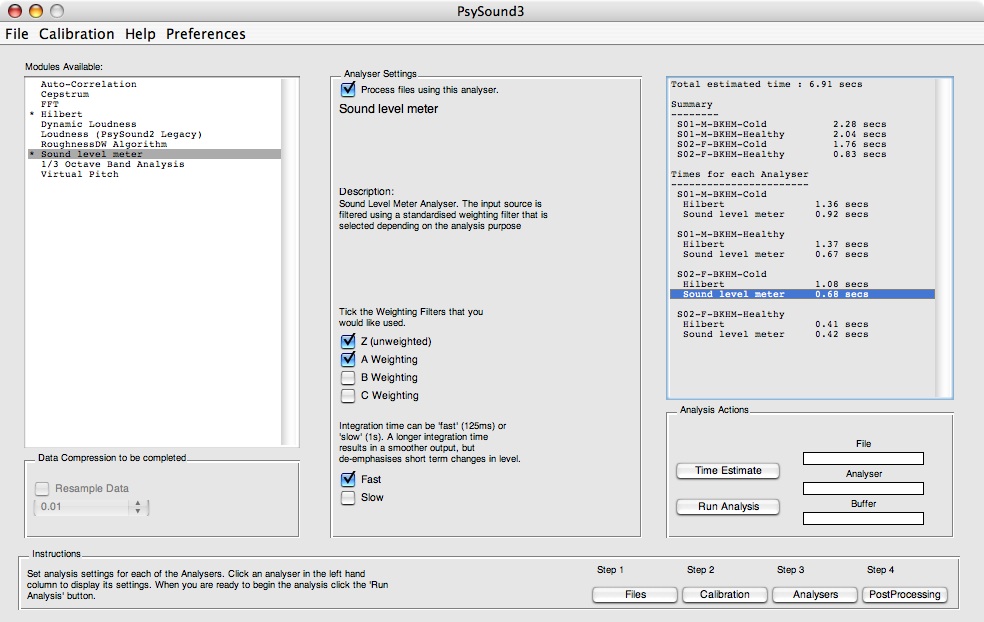 PsySound3
File Calibration Help Preferences
Modules Available:
Auto-Correlation
Cepstrum
FFT
* Hilbert
Dynamic Loudness
Loudness (PsySound2 Legacy)
RoughnessDW Algorithm
* Sound level meter
1/3 Octave Band Analysis
Virtual Pitch
Data Compression to be completed
Resample Data
0.01
Analyser Settings
Process files using this analyser.
Sound level meter
Description:
Sound Level Meter Analyser. The input source is
filtered using a standardised weighting filter that is
selected depending on the analysis purpose
Tick the Weighting Filters that you
would like used.
Z (unweighted)
A Weighting
B Weighting
C Weighting
Integration time can be 'fast' (125ms) or
'slow' (1s). A longer integration time
results in a smoother output, but
de-emphasises short term changes in level.
Fast
Slow
Total estimated time : 6.91 secs
Summary
--------
S01-M-BKHM-Cold 2.28 secs
S01-M-BKHM-Healthy 2.04 secs
S02-F-BKHM-Cold 1.76 secs
S02-F-BKHM-Healthy 0.83 secs
Times for each Analyser
-----------------------
S01-M-BKHM-Cold
Hilbert 1.36 secs
Sound level meter 0.92 secs
S01-M-BKHM-Healthy
Hilbert 1.37 secs
Sound level meter 0.67 secs
S02-F-BKHM-Cold
Hilbert 1.08 secs
Sound level meter 0.68 secs
S02-F-BKHM-Healthy
Hilbert 0.41 secs
Sound level meter 0.42 secs
Analysis Actions
Time Estimate
Run Analysis
File
Analyser
Buffer
Instructions
Set analysis settings for each of the Analysers. Click an analyser in the left hand
column to display its settings. When you are ready to begin the analysis click the 'Run
Analysis' button.
Step 1 Step 2 Step 3 Step 4
Files Calibration Analysers PostProcessing